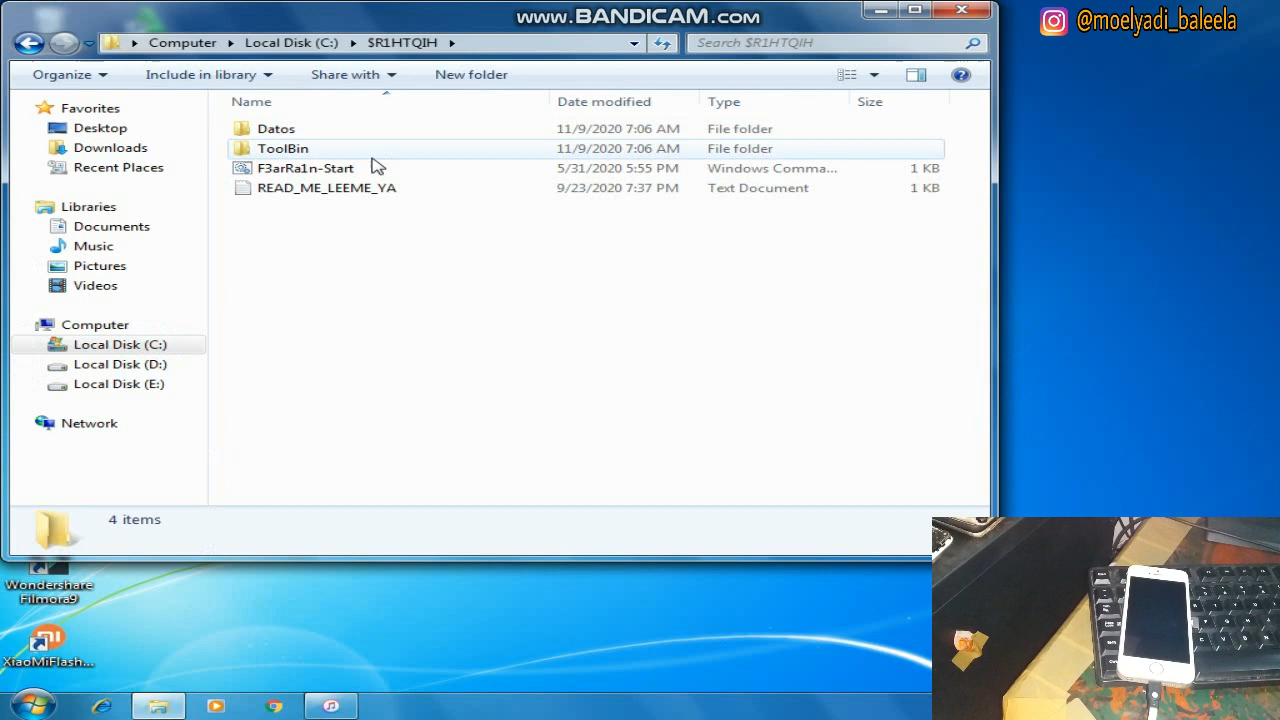 www.BANDICAM.com
@moelyadi_baleela
Computer Local Disk (C:) $R1HTQIH
Search $R1HTQIH
Organize Include in library Share with New folder
Name Date modified Type Size
Favorites
Desktop
Downloads
Recent Places
Libraries
Documents
Music
Pictures
Videos
Computer
Local Disk (C:)
Local Disk (D:)
Local Disk (E:)
Network
Datos 11/9/2020 7:06 AM File folder
ToolBin 11/9/2020 7:06 AM File folder
F3arRa1n-Start 5/31/2020 5:55 PM Windows Comma... 1 KB
READ_ME_LEEME_YA 9/23/2020 7:37 PM Text Document 1 KB
4 items
Wondershare
Filmora9
XiaoMiFlash...